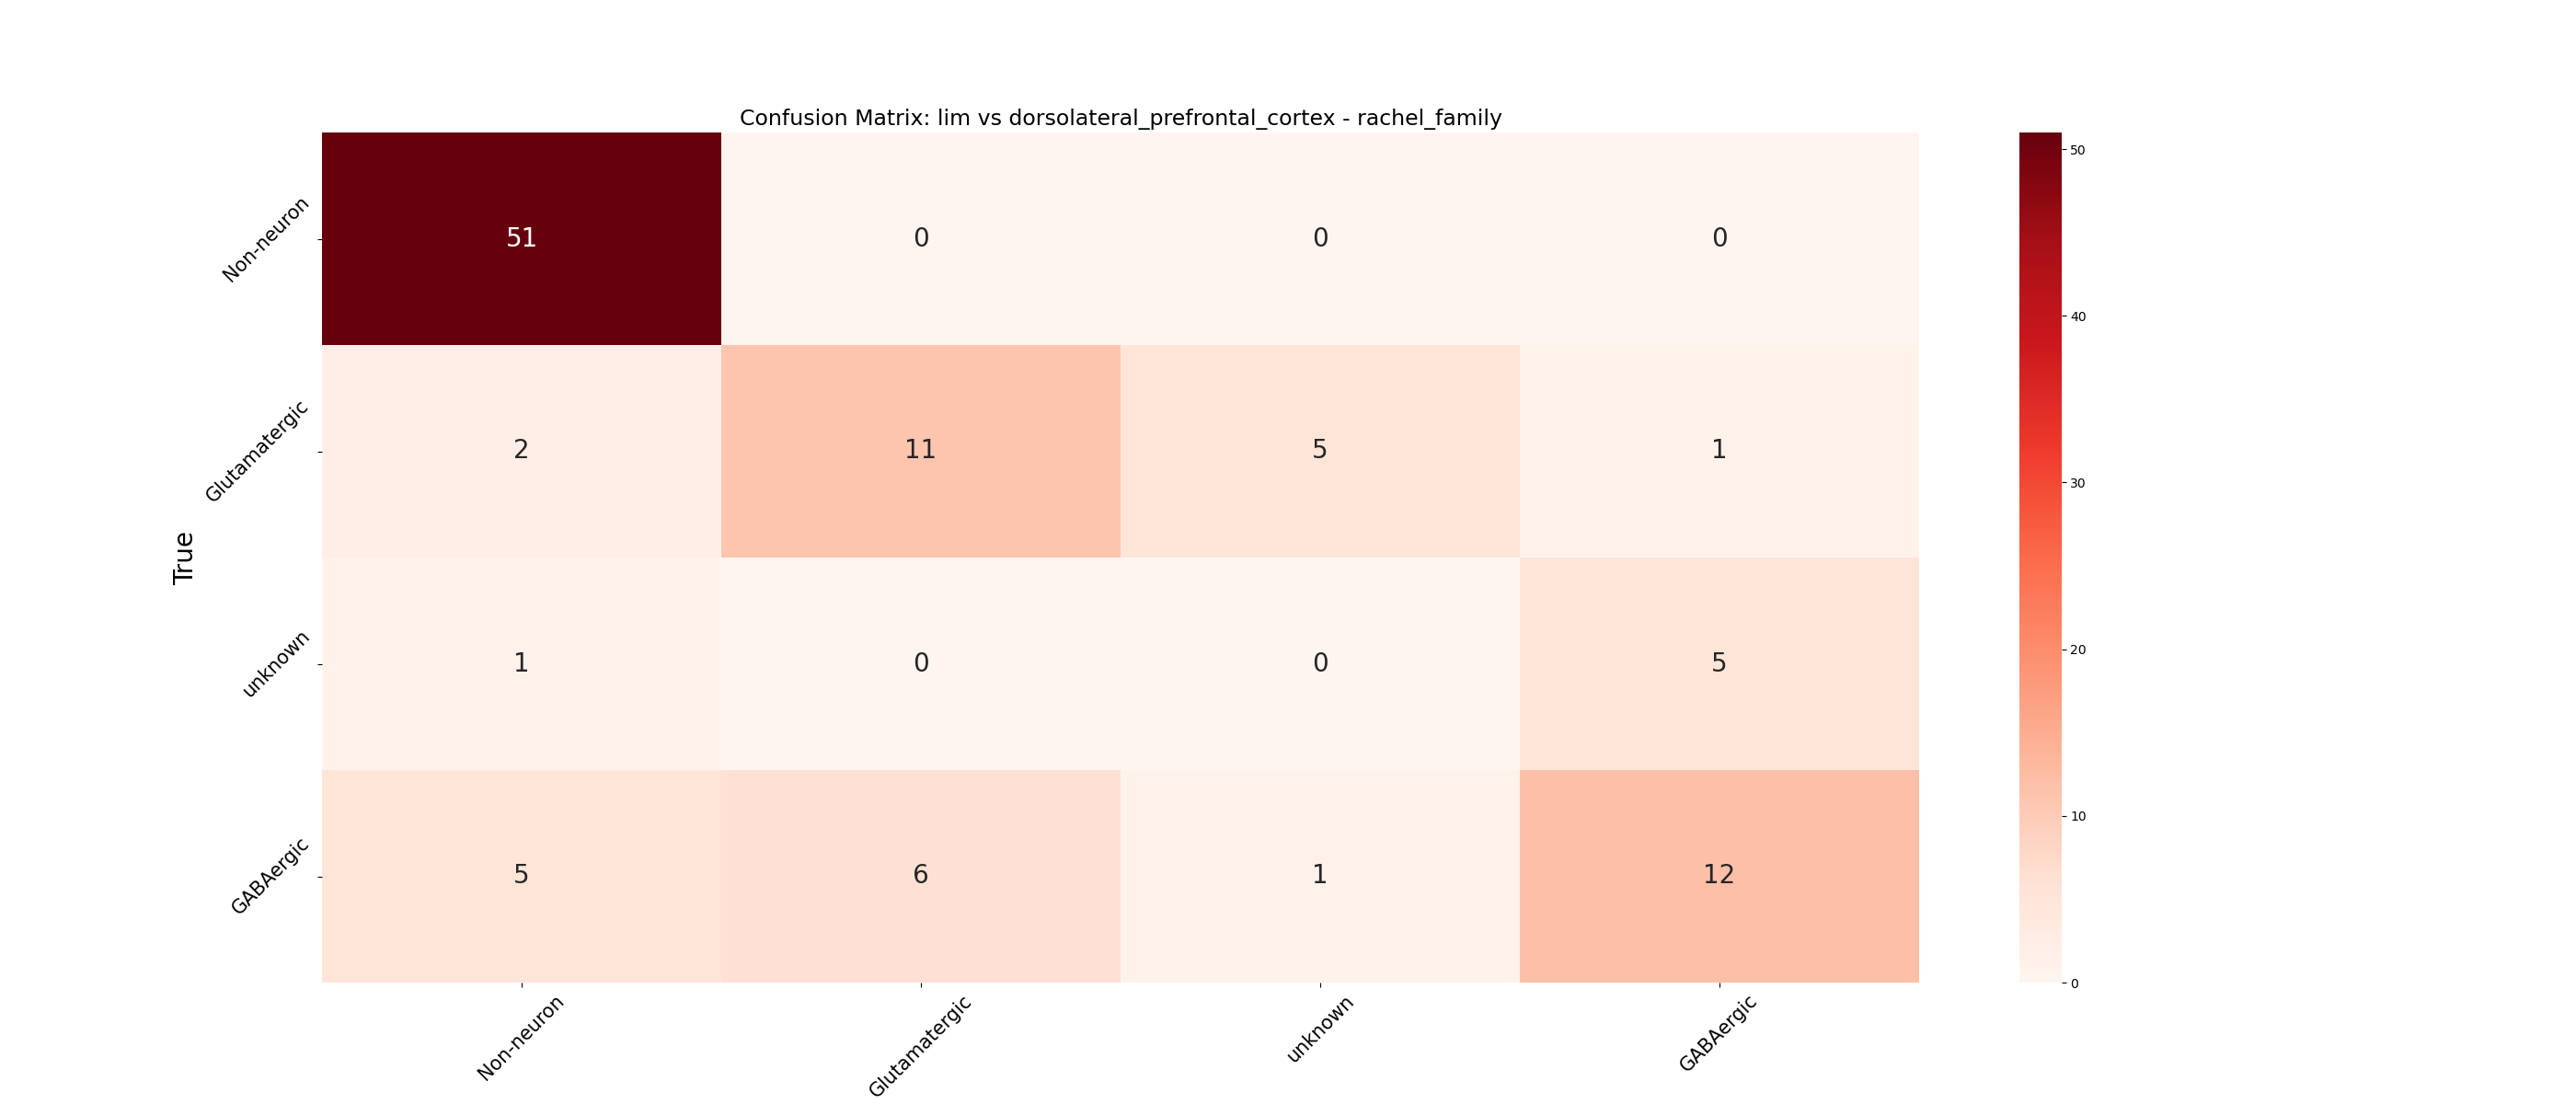 Confusion Matrix: lim vs dorsolateral_prefrontal_cortex - rachel_family
True
Non-neuron
51 0 0 0
Glutamatergic
2 11 5 1
unknown
1 0 0 5
GABAergic
5 6 1 12
Non-neuron Glutamatergic unknown GABAergic
50
40
30
20
10
0